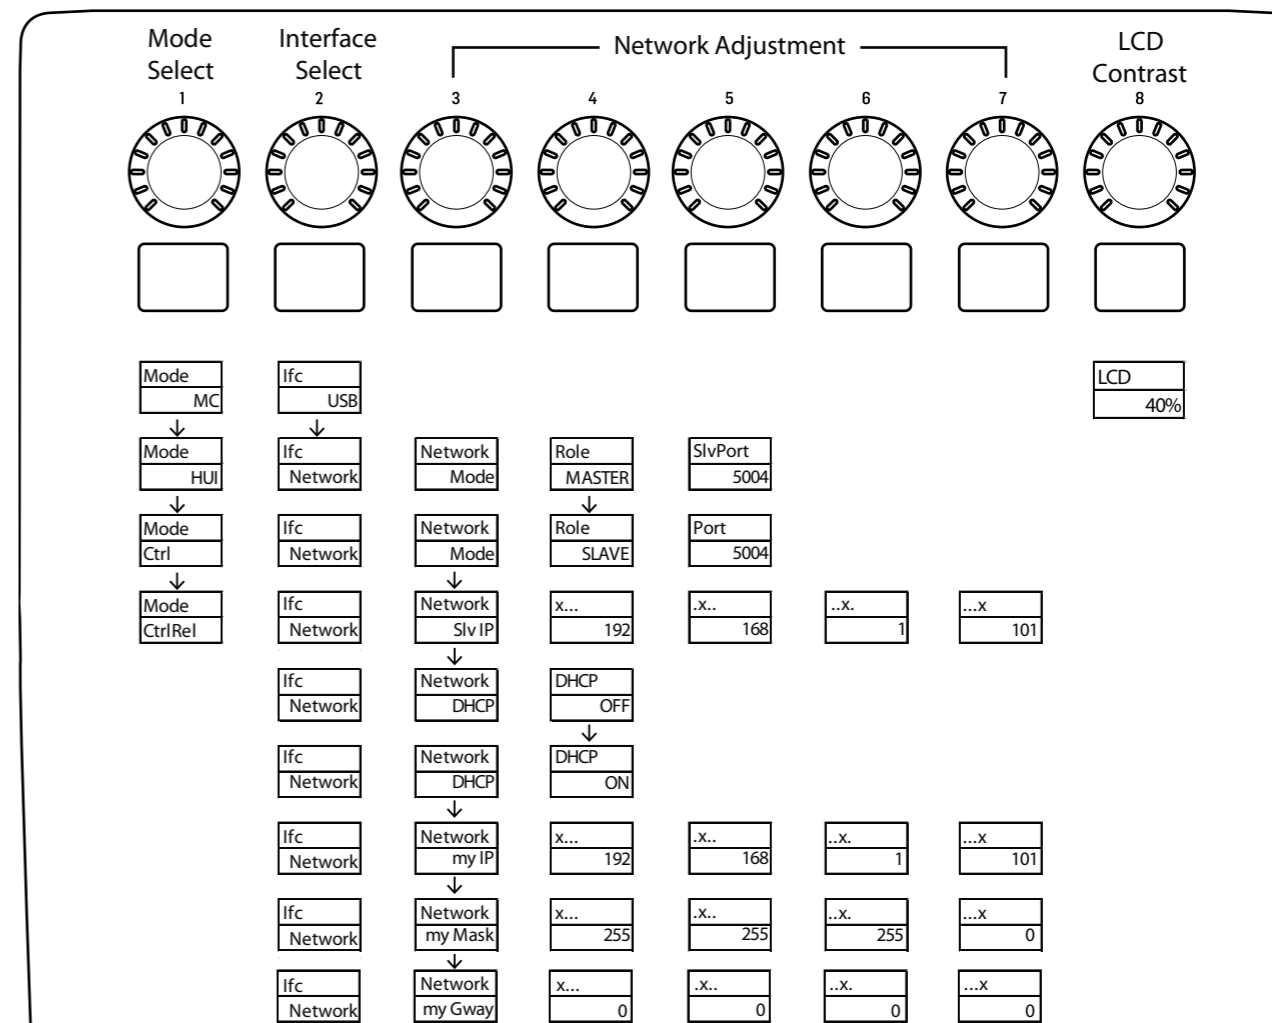 Mode Select
Interface Select
Network Adjustment
LCD Contrast
1 2 3 4 5 6 7 8
Mode Ifc LCD
MC USB 40%
Mode Ifc Network Role SlvPort
HUI Network Mode MASTER 5004
Mode Ifc Network Role Port
Ctrl Network Mode SLAVE 5004
Mode Ifc Network x... .x.. ..x. ...x
CtrlRel Network Slv IP 192 168 1 101
Ifc Network DHCP
Network DHCP OFF
Ifc Network DHCP
Network DHCP ON
Ifc Network x... .x.. ..x. ...x
Network my IP 192 168 1 101
Ifc Network x... .x.. ..x. ...x
Network my Mask 255 255 255 0
Ifc Network x... .x.. ..x. ...x
Network my Gway 0 0 0 0